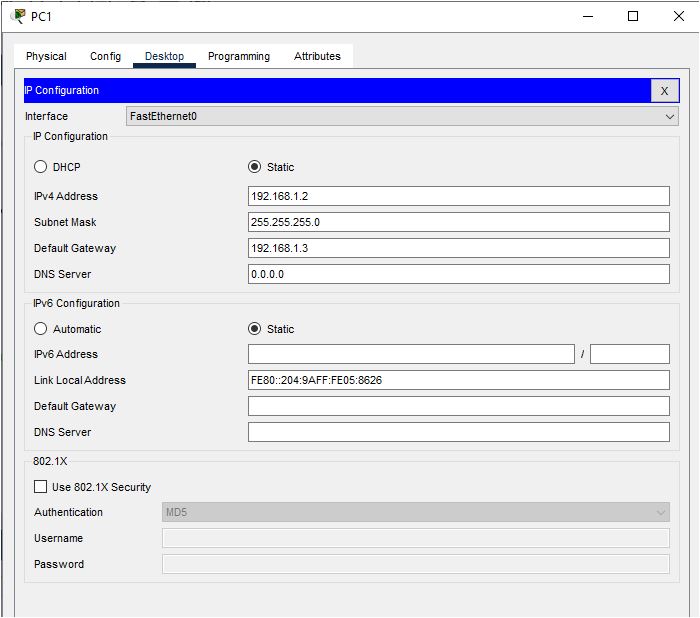 PC1
Physical Config Desktop Programming Attributes
IP Configuration X
Interface FastEthernet0
IP Configuration
DHCP Static
IPv4 Address 192.168.1.2
Subnet Mask 255.255.255.0
Default Gateway 192.168.1.3
DNS Server 0.0.0.0
IPv6 Configuration
Automatic Static
IPv6 Address /
Link Local Address FE80::204:9AFF:FE05:8626
Default Gateway
DNS Server
802.1X
Use 802.1X Security
Authentication MD5
Username
Password